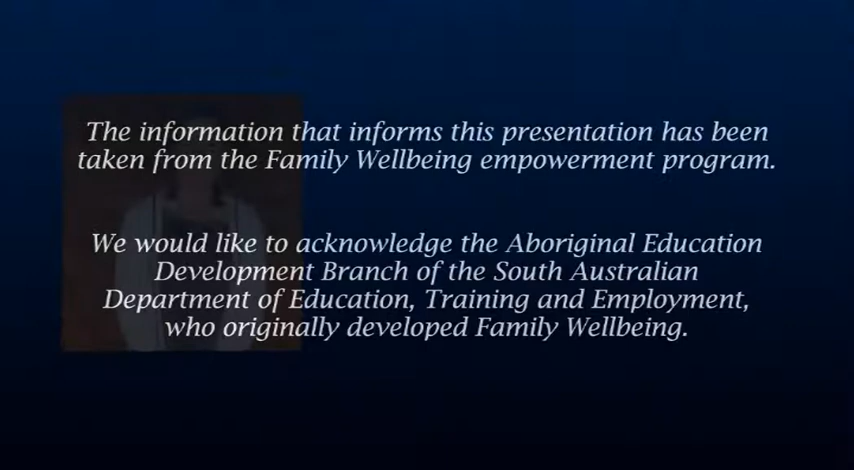 The information that informs this presentation has been
taken from the Family Wellbeing empowerment program.
We would like to acknowledge the Aboriginal Education
Development Branch of the South Australian
Department of Education, Training and Employment,
who originally developed Family Wellbeing.